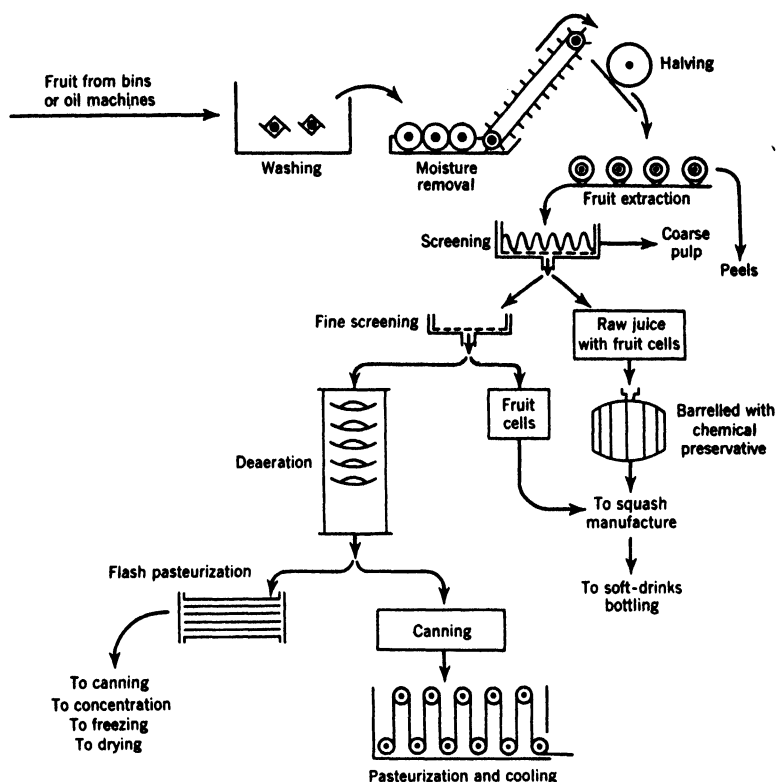 Fruit from bins
or oil machines
Washing
Moisture
removal
Halving
Fruit extraction
Screening
Coarse
pulp
Peels
Fine screening
Raw juice
with fruit cells
Fruit
cells
Barrelled with
chemical
preservative
Deaeration
To squash
manufacture
To soft-drinks
bottling
Flash pasteurization
Canning
To canning
To concentration
To freezing
To drying
Pasteurization and cooling